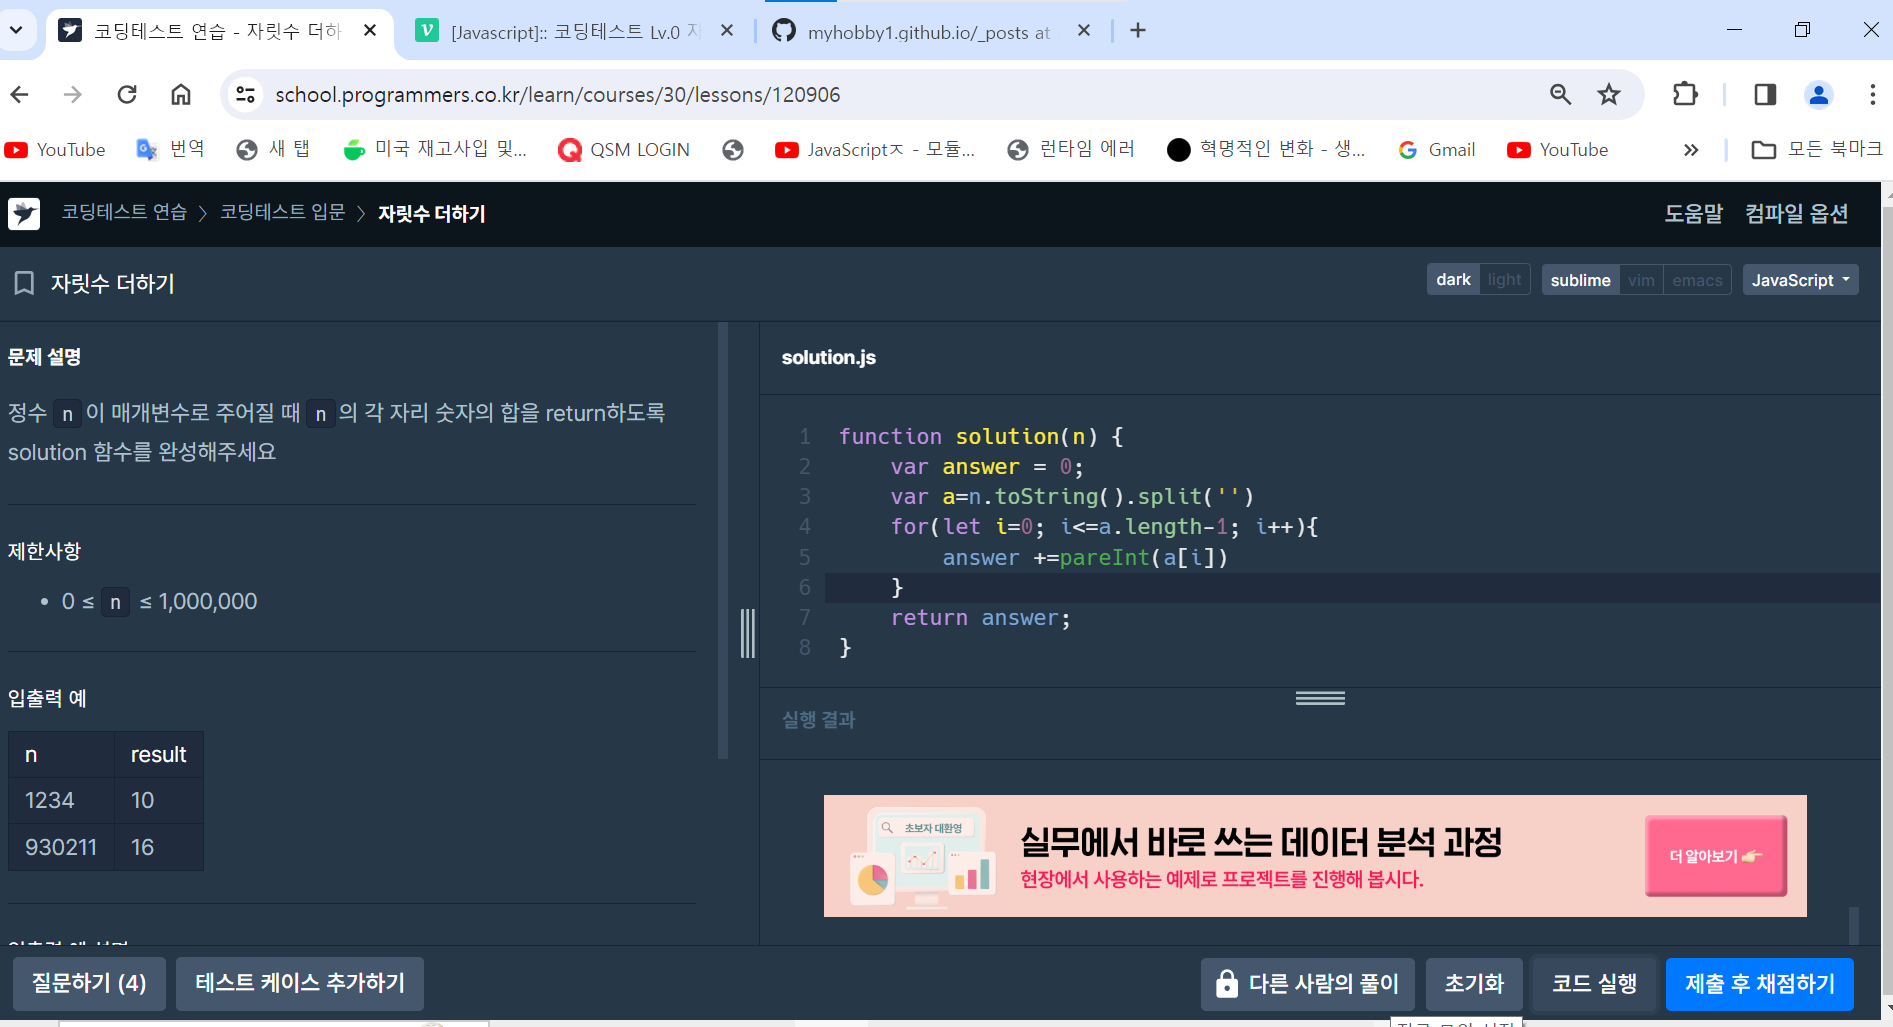 코딩테스트 연습 - 자릿수 더하
[Javascript]:: 코딩테스트 Lv.0 자
myhobby1.github.io/_posts at
school.programmers.co.kr/learn/courses/30/lessons/120906
YouTube
번역
새 탭
미국 재고사입 및...
QSM LOGIN
JavaScriptㅈ - 모듈...
런타임 에러
혁명적인 변화 - 생...
Gmail
YouTube
모든 북마크
코딩테스트 연습 > 코딩테스트 입문 > 자릿수 더하기
도움말
컴파일 옵션
자릿수 더하기
dark light
sublime vim emacs
JavaScript
문제 설명
정수 n 이 매개변수로 주어질 때 n 의 각 자리 숫자의 합을 return하도록
solution 함수를 완성해주세요
제한사항
• 0 ≤ n ≤ 1,000,000
입출력 예
n result
1234 10
930211 16
solution.js
1 function solution(n) {
2 var answer = 0;
3 var a=n.toString().split('')
4 for(let i=0; i<=a.length-1; i++){
5 answer +=pareInt(a[i])
6 }
7 return answer;
8 }
실행 결과
초보자 대환영
실무에서 바로 쓰는 데이터 분석 과정
현장에서 사용하는 예제로 프로젝트를 진행해 봅시다.
더 알아보기
질문하기 (4)
테스트 케이스 추가하기
다른 사람의 풀이
초기화
코드 실행
제출 후 채점하기